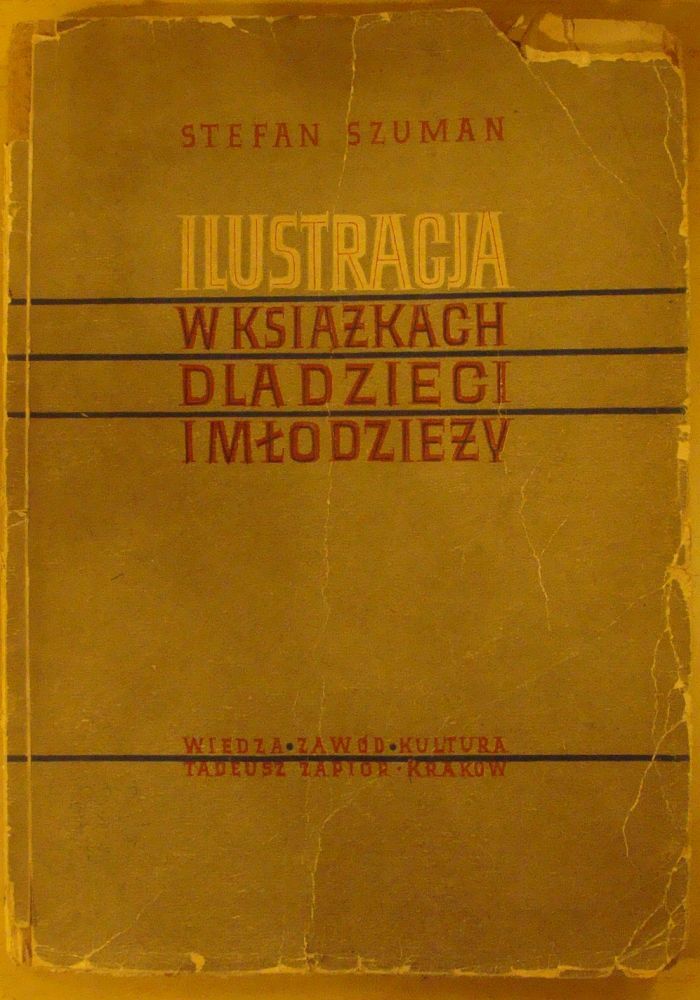 STEFAN SZUMAN
ILUSTRACJA
W KSIĄŻKACH
DLA DZIECI
I MŁODZIEŻY
WIEDZA • ZAWÓD • KULTURA
TADEUSZ ZAPIÓR • KRAKÓW